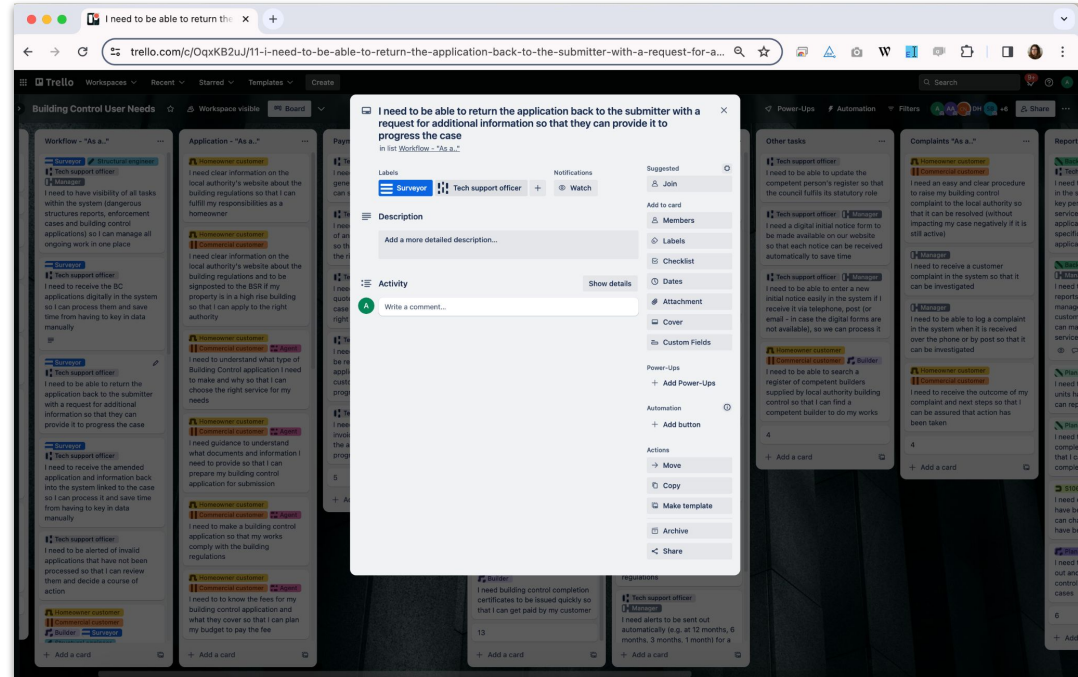 I need to be able to return the
trello.com/c/OqxKB2uJ/11-i-need-to-be-able-to-return-the-application-back-to-the-submitter-with-a-request-for-a...
Trello Workspaces Recent Starred Templates Create
Search
9+
Building Control User Needs Workspace visible Board
Power-Ups Automation Filters
AA
DH
+6 Share
Workflow - "As a.."
Surveyor Structural engineer
Tech support officer
Manager
I need to have visibility of all tasks
within the system (dangerous
structures reports, enforcement
cases and building control
applications) so I can manage all
ongoing work in one place
Surveyor
Tech support officer
I need to receive the BC
applications digitally in the system
so I can process them and save
time from having to key in data
manually
Surveyor
Tech support officer
I need to be able to return the
application back to the submitter
with a request for additional
information so that they can
provide it to progress the case
Surveyor
Tech support officer
I need to receive the amended
application and information back
into the system linked to the case
so I can process it and save time
from having to key in data
manually
Tech support officer
I need to be alerted of invalid
applications that have not been
processed so that I can review
them and decide a course of
action
Homeowner customer
Commercial customer
Builder Surveyor
+ Add a card
Application - "As a.."
Homeowner customer
I need clear information on the
local authority's website about the
building regulations so that I can
fulfill my responsibilities as a
homeowner
Homeowner customer
Commercial customer
I need clear information on the
local authority's website about the
building regulations and to be
signposted to the BSR if my
property is in a high rise building
so that I can apply to the right
authority
Homeowner customer
Commercial customer Agent
I need to understand what type of
Building Control application I need
to make and why so that I can
choose the right service for my
needs
Homeowner customer
Commercial customer Agent
I need guidance to understand
what documents and information I
need to provide so that I can
prepare my building control
application for submission
Homeowner customer
Commercial customer Agent
I need to make a building control
application so that my works
comply with the building
regulations
Homeowner customer
Commercial customer Agent
I need to to know the fees for my
building control application and
what they cover so that I can plan
my budget to pay the fee
+ Add a card
5
I need to be able to return the application back to the submitter with a
request for additional information so that they can provide it to
progress the case
in list Workflow - "As a.."
Labels
Surveyor Tech support officer +
Notifications
Watch
Description
Add a more detailed description...
Activity
Show details
A
Write a comment...
Suggested
Join
Add to card
Members
Labels
Checklist
Dates
Attachment
Cover
Custom Fields
Power-Ups
+ Add Power-Ups
Automation
+ Add button
Actions
Move
Copy
Make template
Archive
Share
Builder
I need building control completion
certificates to be issued quickly so
that I can get paid by my customer
13
+ Add a card
regulations
Tech support officer
Manager
I need alerts to be sent out
automatically (e.g. at 12 months, 6
months, 3 months, 1 month) for a
+ Add a card
Other tasks
Tech support officer
I need to be able to update the
competent person's register so that
the council fulfils its statutory role
Tech support officer Manager
I need a digital initial notice form to
be made available on our website
so that each notice can be received
automatically to save time
Tech support officer Manager
I need to be able to enter a new
initial notice easily in the system if I
receive it via telephone, post (or
email - in case the digital forms are
not available), so we can process it
Homeowner customer
Commercial customer Builder
I need to be able to search a
register of competent builders
supplied by local authority building
control so that I can find a
competent builder to do my works
4
+ Add a card
Complaints "As a.."
Homeowner customer
Commercial customer
I need an easy and clear procedure
to raise my building control
complaint to the local authority so
that it can be resolved (without
impacting my case negatively if it is
still active)
Manager
I need to receive a customer
complaint in the system so that it
can be investigated
Manager
I need to be able to log a complaint
in the system when it is received
over the phone or by post so that it
can be investigated
Homeowner customer
Commercial customer
I need to receive the outcome of my
complaint and next steps so that I
can be assured that action has
been taken
4
+ Add a card
6